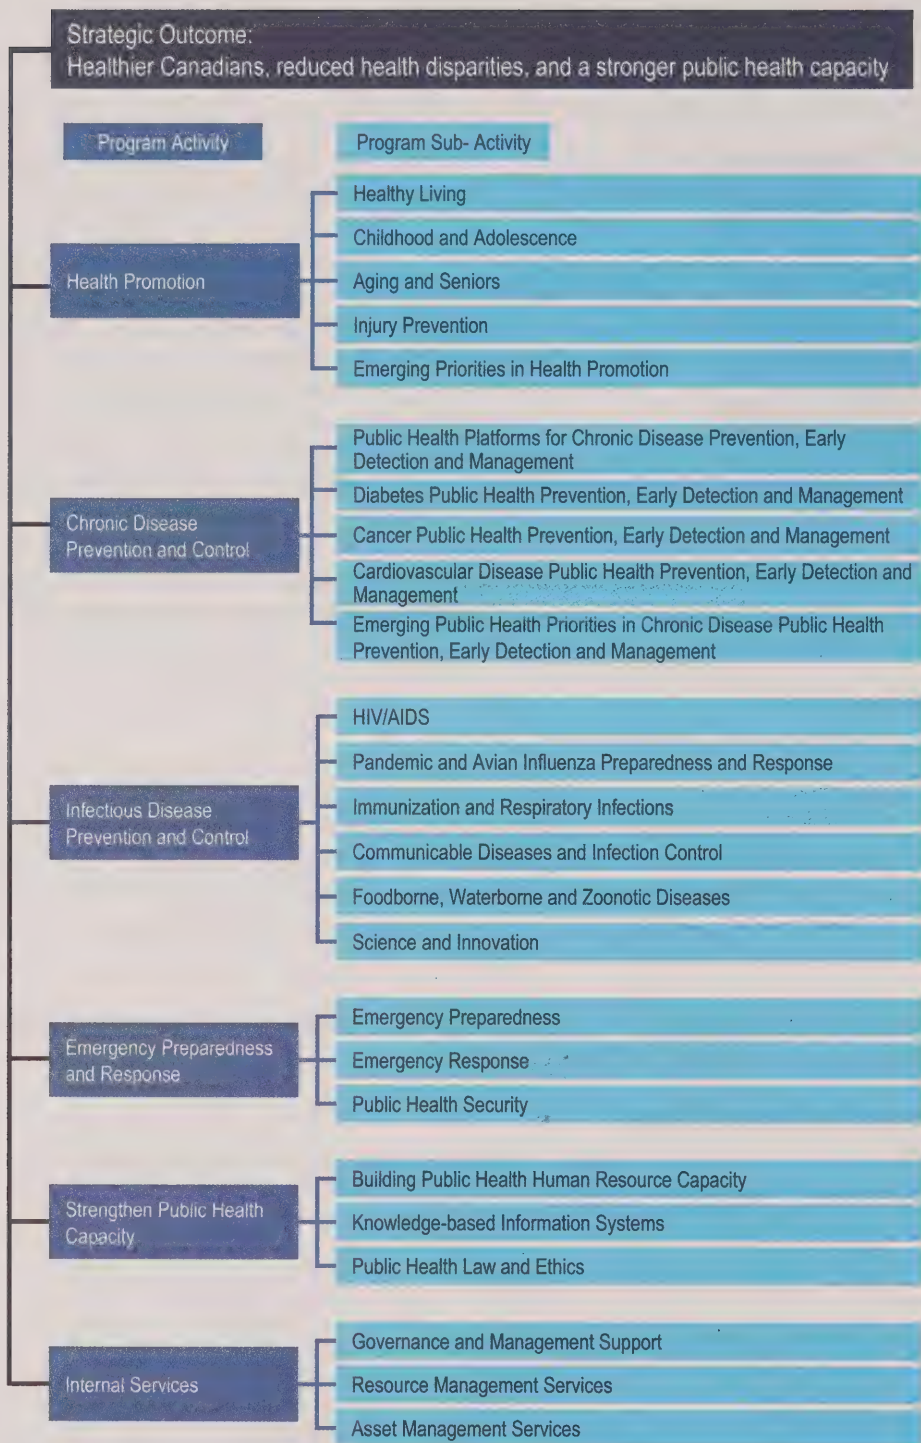 Strategic Outcome:
Healthier Canadians, reduced health disparities, and a stronger public health capacity
Program Activity
Program Sub- Activity
Health Promotion
Healthy Living
Childhood and Adolescence
Aging and Seniors
Injury Prevention
Emerging Priorities in Health Promotion
Chronic Disease
Prevention and Control
Public Health Platforms for Chronic Disease Prevention, Early
Detection and Management
Diabetes Public Health Prevention, Early Detection and Management
Cancer Public Health Prevention, Early Detection and Management
Cardiovascular Disease Public Health Prevention, Early Detection and
Management
Emerging Public Health Priorities in Chronic Disease Public Health
Prevention, Early Detection and Management
Infectious Disease
Prevention and Control
HIV/AIDS
Pandemic and Avian Influenza Preparedness and Response
Immunization and Respiratory Infections
Communicable Diseases and Infection Control
Foodborne, Waterborne and Zoonotic Diseases
Science and Innovation
Emergency Preparedness
and Response
Emergency Preparedness
Emergency Response
Public Health Security
Strengthen Public Health
Capacity
Building Public Health Human Resource Capacity
Knowledge-based Information Systems
Public Health Law and Ethics
Internal Services
Governance and Management Support
Resource Management Services
Asset Management Services